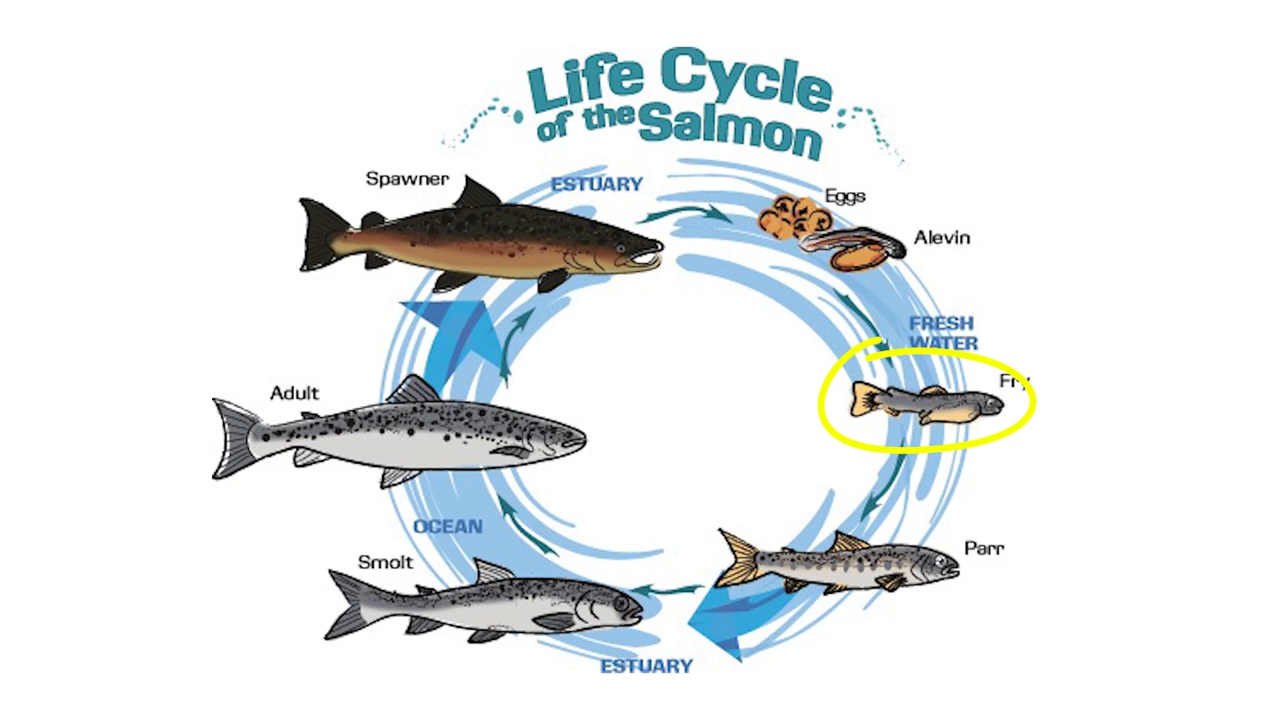 Life Cycle
of the Salmon
Spawner
ESTUARY
Eggs
Alevin
FRESH
WATER
Fry
Adult
OCEAN
Parr
Smolt
ESTUARY